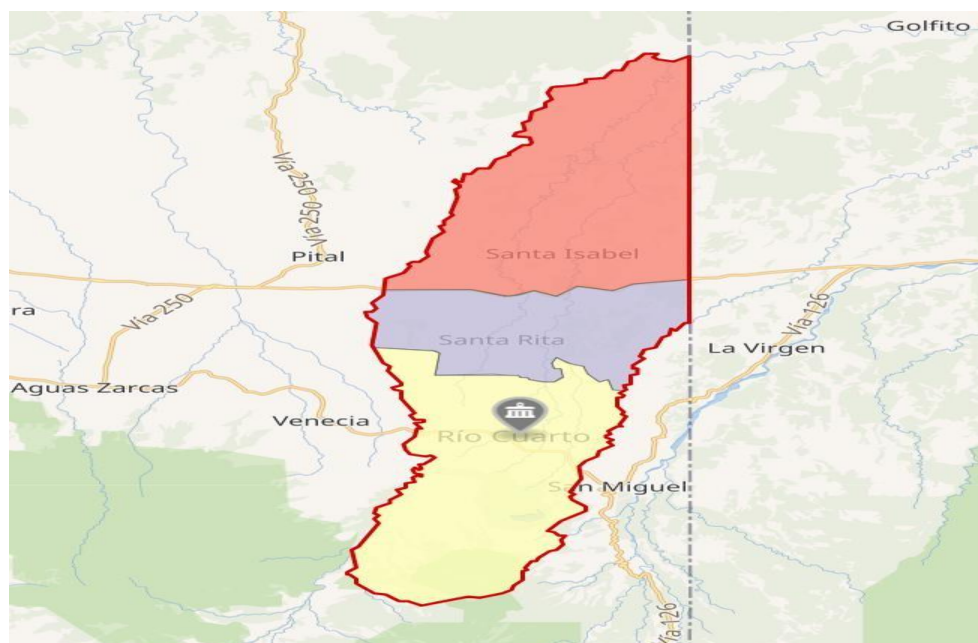 Golfito
Vía 250
Vía 250
Pital
Santa Isabel
Vía 250
ra
Vía 126
Santa Rita
La Virgen
Aguas Zarcas
Venecia
Río Cuarto
San Miguel
Vía 126